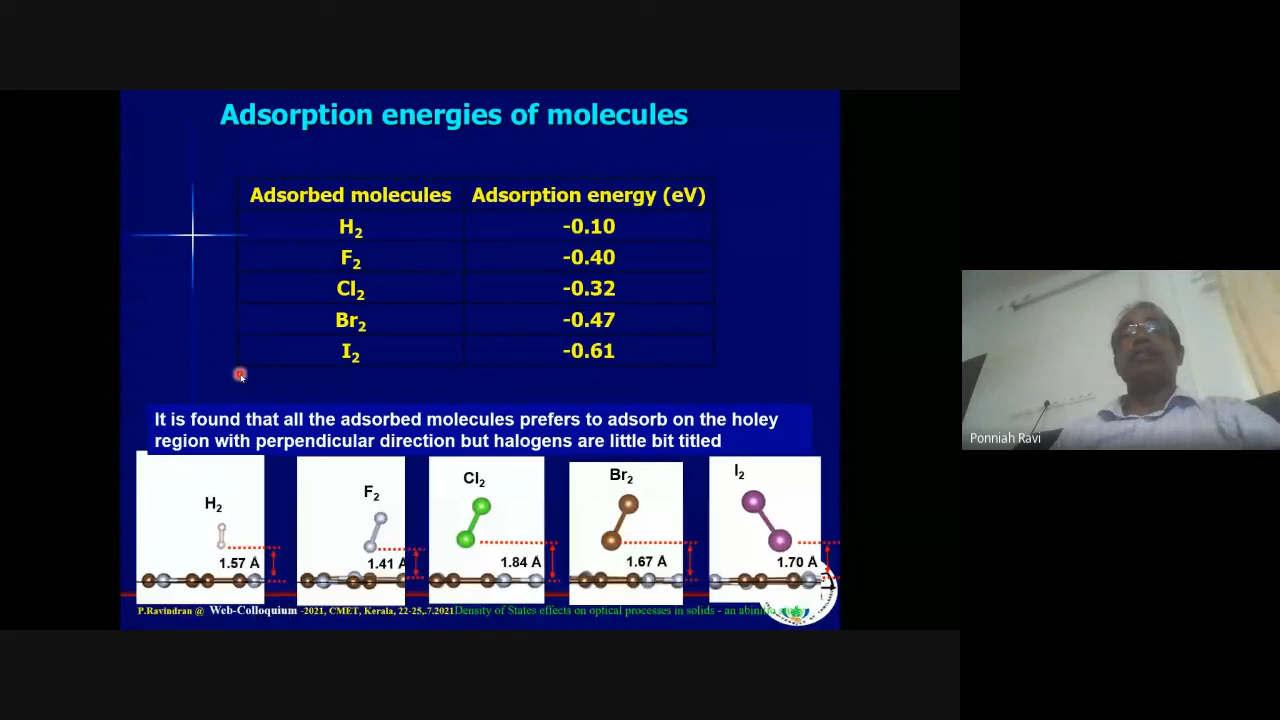 Adsorption energies of molecules
Adsorbed molecules Adsorption energy (eV)
H2 -0.10
F2 -0.40
Cl2 -0.32
Br2 -0.47
I2 -0.61
It is found that all the adsorbed molecules prefers to adsorb on the holey
region with perpendicular direction but halogens are little bit titled
H2
F2
Cl2
Br2
I2
1.57 Å
1.41 Å
1.84 Å
1.67 Å
1.70 Å
P.Ravindran @ Web-Colloquium -2021, CMET, Kerala, 22-25,.7.2021 Density of States effects on optical processes in solids - an
Ponniah Ravi